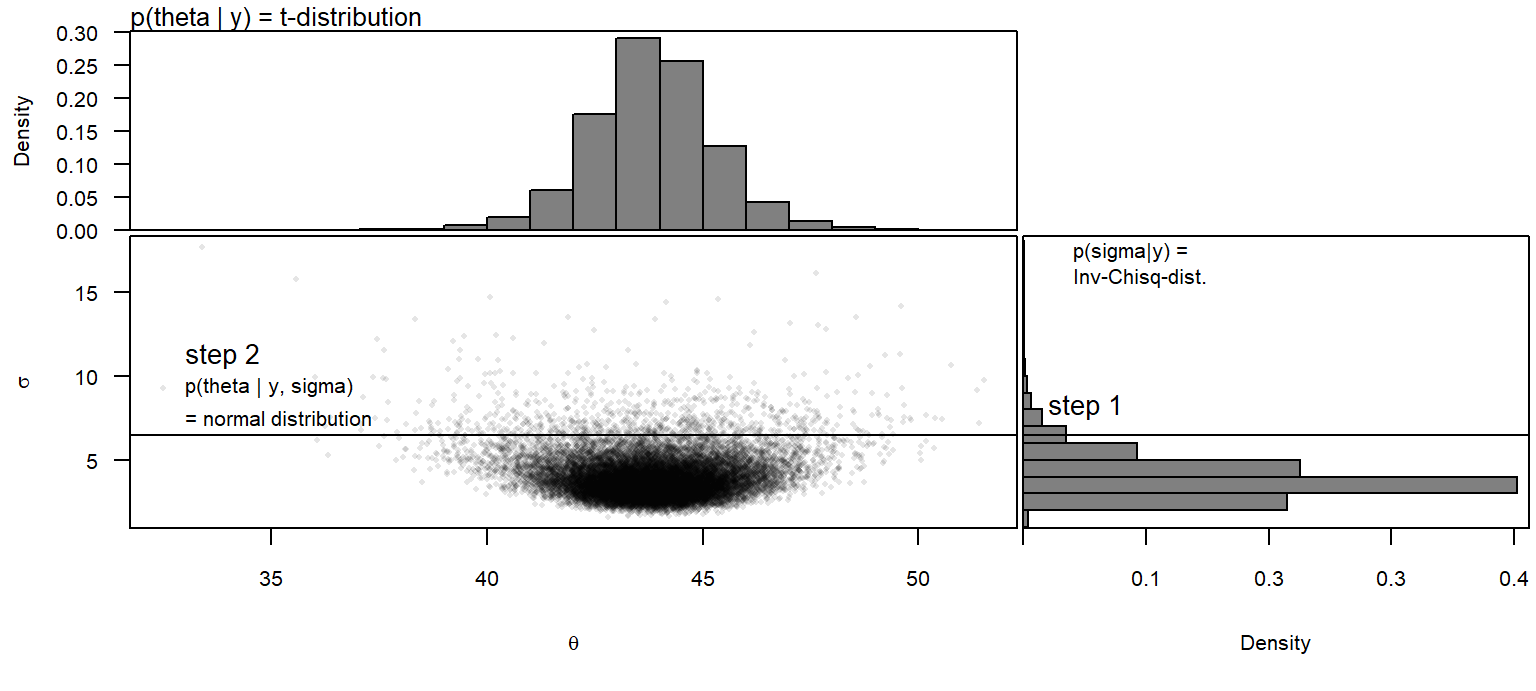 p(theta | y) = t-distribution
0.30
0.25
0.20
0.15
0.10
0.05
0.00
Density
p(sigma|y) =
Inv-Chisq-dist.
15
10
5
σ
step 2
p(theta | y, sigma)
= normal distribution
step 1
35 40 45 50
0.1 0.3 0.3 0.4
θ
Density